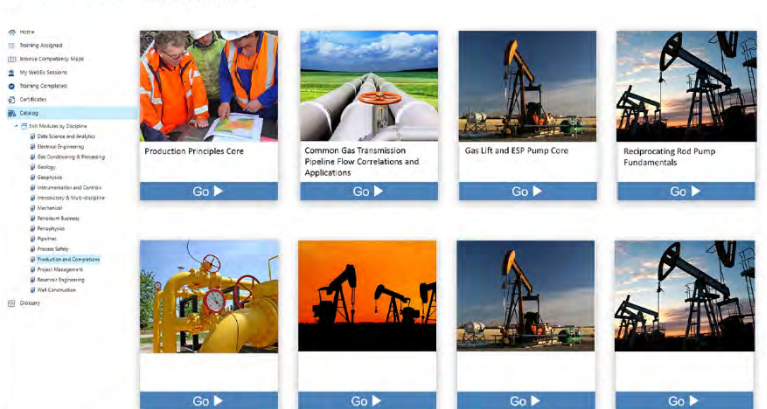 Home
Training Assigned
Browse Competency Maps
My WebEx Sessions
Training Completed
Certificates
Catalog
Skill Modules by Discipline
Data Science and Analytics
Electrical Engineering
Gas Conditioning & Processing
Geology
Geophysics
Instrumentation and Controls
Introductory & Multi-discipline
Mechanical
Petroleum Business
Petrophysics
Pipelines
Process Safety
Production and Completions
Project Management
Reservoir Engineering
Well Construction
Glossary
Production Principles Core
Go
Common Gas Transmission
Pipeline Flow Correlations and
Applications
Go
Gas Lift and ESP Pump Core
Go
Reciprocating Rod Pump
Fundamentals
Go
Go
Go
Go
Go